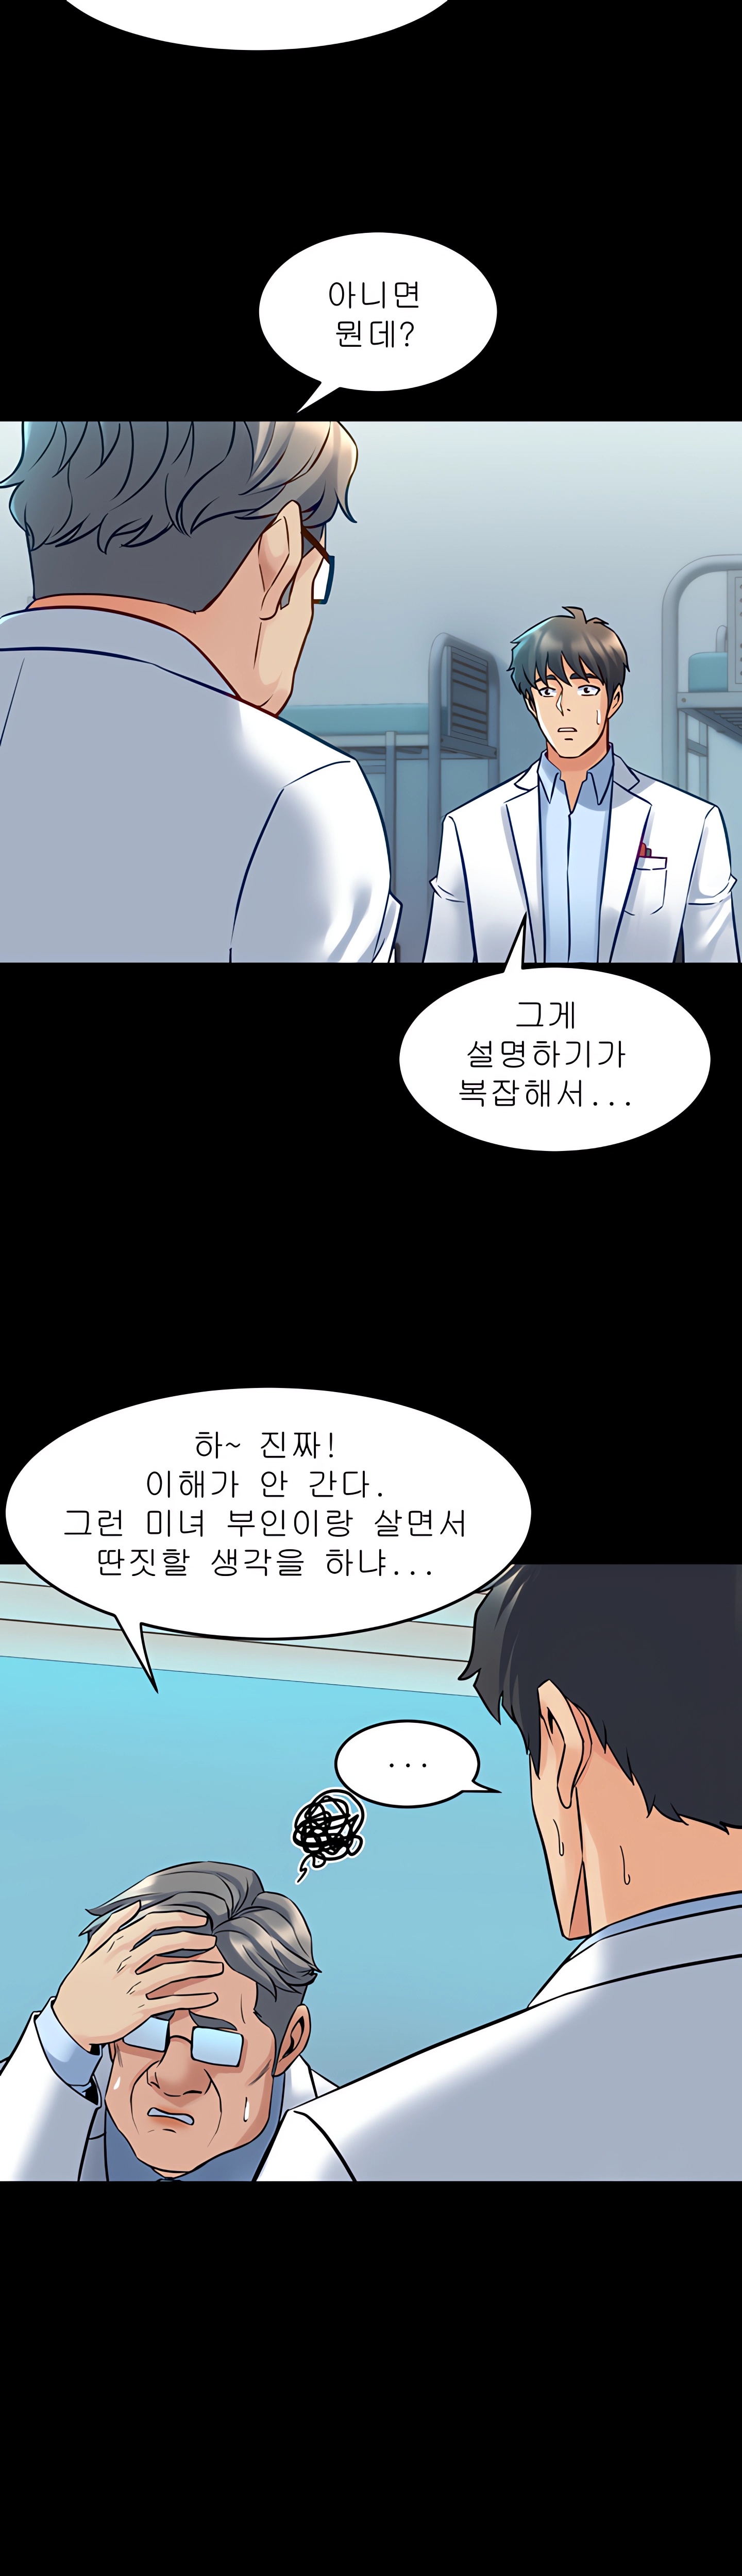 아니면
뭔데?
그게
설명하기가
복잡해서...
하~ 진짜!
이해가 안 간다.
그런 미녀 부인이랑 살면서
딴짓할 생각을 하냐...
...